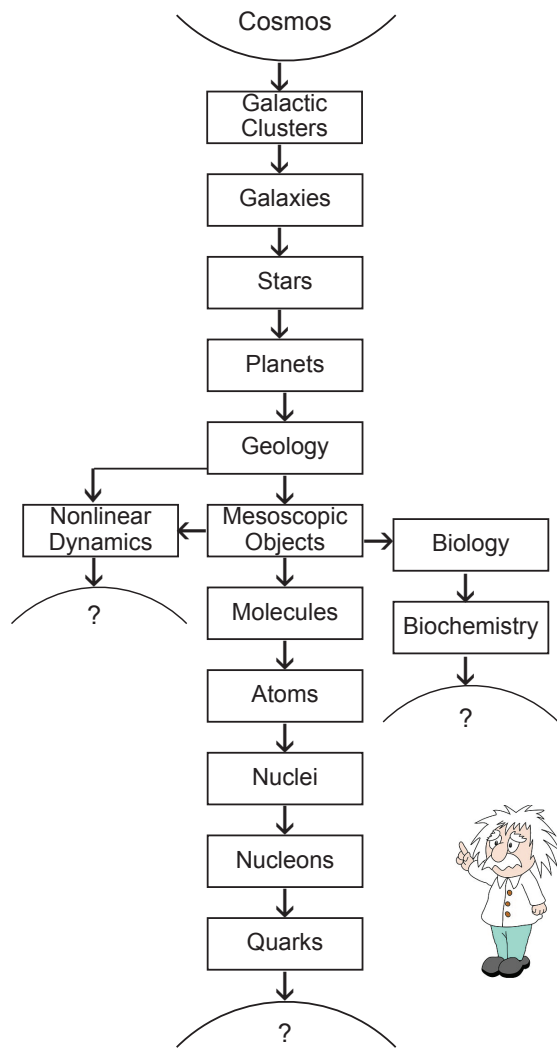 Cosmos
Galactic
Clusters
Galaxies
Stars
Planets
Geology
Nonlinear
Dynamics
Mesoscopic
Objects
Biology
?
Molecules
Biochemistry
Atoms
?
Nuclei
Nucleons
Quarks
?